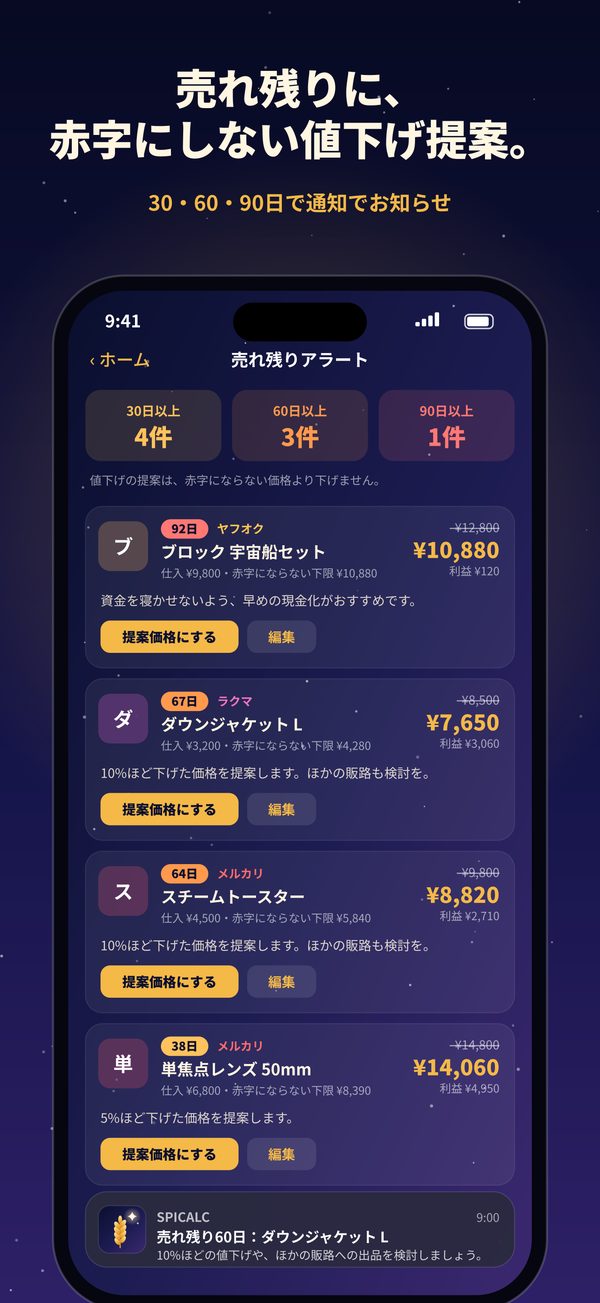 売れ残りに、
赤字にしない値下げ提案。
30・60・90日で通知でお知らせ
9:41
‹ ホーム
売れ残りアラート
30日以上
4件
60日以上
3件
90日以上
1件
値下げの提案は、赤字にならない価格より下げません。
ブ
92日 ヤフオク
¥12,800
ブロック 宇宙船セット
¥10,880
仕入 ¥9,800・赤字にならない下限 ¥10,880
利益 ¥120
資金を寝かせないよう、早めの現金化がおすすめです。
提案価格にする
編集
ダ
67日 ラクマ
¥8,500
ダウンジャケット L
¥7,650
仕入 ¥3,200・赤字にならない下限 ¥4,280
利益 ¥3,060
10%ほど下げた価格を提案します。ほかの販路も検討を。
提案価格にする
編集
ス
64日 メルカリ
¥9,800
スチームトースター
¥8,820
仕入 ¥4,500・赤字にならない下限 ¥5,840
利益 ¥2,710
10%ほど下げた価格を提案します。ほかの販路も検討を。
提案価格にする
編集
単
38日 メルカリ
¥14,800
単焦点レンズ 50mm
¥14,060
仕入 ¥6,800・赤字にならない下限 ¥8,390
利益 ¥4,950
5%ほど下げた価格を提案します。
提案価格にする
編集
SPICALC
9:00
売れ残り60日：ダウンジャケット L
10%ほどの値下げや、ほかの販路への出品を検討しましょう。